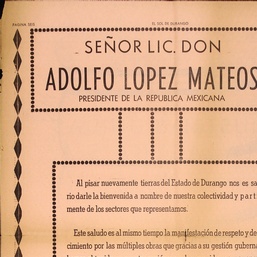 PAGINA DOS
EL SOL DE DURANGO
SEÑOR LIC. DON
ADOLFO LOPEZ MATEOS
PRESIDENTE DE LA REPUBLICA MEXICANA
Al pisar nuevamente tierras del Estado de Durango nos es sa
rio darle la bienvenida a nombre de nuestra colectividad y part
mente de los sectores que representamos.
Este saludo es al mismo tiempo la manifestación de respeto y de
cimiento por las múltiples obras que gracias a su gestión guberna